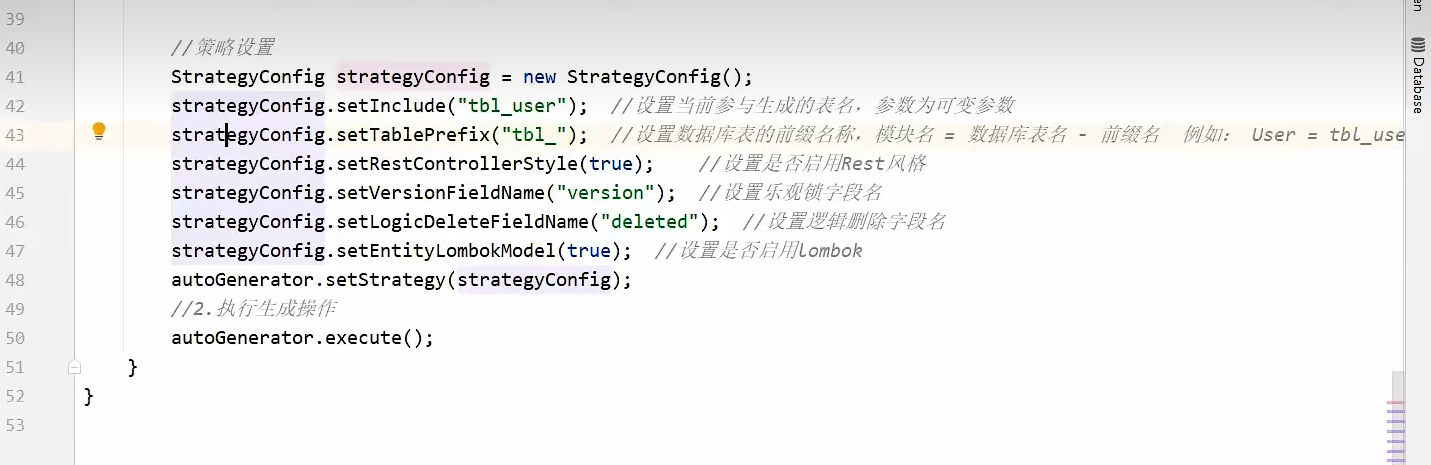 39
40 //策略设置
41 StrategyConfig strategyConfig = new StrategyConfig();
42 strategyConfig.setInclude("tbl_user"); //设置当前参与生成的表名，参数为可变参数
43 strategyConfig.setTablePrefix("tbl_"); //设置数据库表的前缀名称，模块名 = 数据库表名 - 前缀名 例如： User = tbl_use
44 strategyConfig.setRestControllerStyle(true); //设置是否启用Rest风格
45 strategyConfig.setVersionFieldName("version"); //设置乐观锁字段名
46 strategyConfig.setLogicDeleteFieldName("deleted"); //设置逻辑删除字段名
47 strategyConfig.setEntityLombokModel(true); //设置是否启用lombok
48 autoGenerator.setStrategy(strategyConfig);
49 //2.执行生成操作
50 autoGenerator.execute();
51 }
52 }
53
en
Database